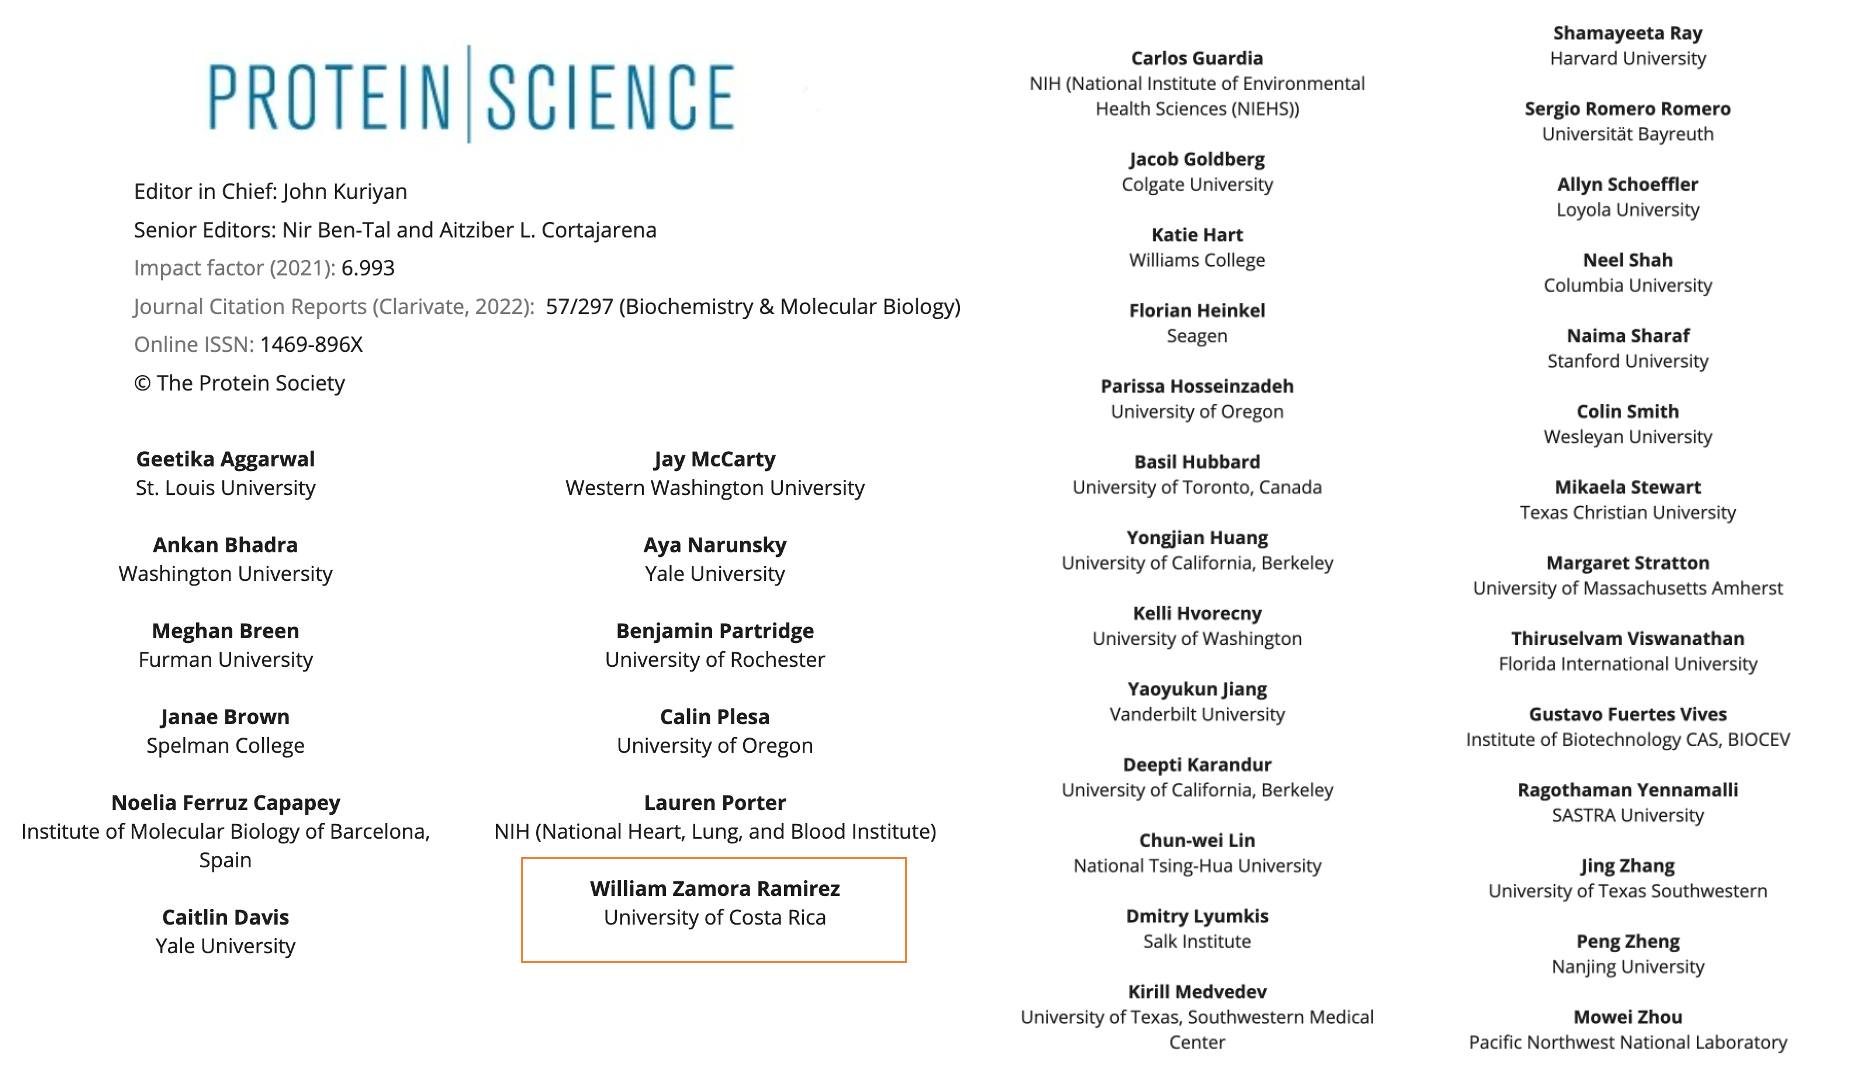 PROTEIN|SCIENCE
Editor in Chief: John Kuriyan
Senior Editors: Nir Ben-Tal and Aitziber L. Cortajarena
Impact factor (2021): 6.993
Journal Citation Reports (Clarivate, 2022): 57/297 (Biochemistry & Molecular Biology)
Online ISSN: 1469-896X
© The Protein Society
Geetika Aggarwal
St. Louis University
Ankan Bhadra
Washington University
Meghan Breen
Furman University
Janae Brown
Spelman College
Noelia Ferruz Capapey
Institute of Molecular Biology of Barcelona,
Spain
Caitlin Davis
Yale University
Jay McCarty
Western Washington University
Aya Narunsky
Yale University
Benjamin Partridge
University of Rochester
Calin Plesa
University of Oregon
Lauren Porter
NIH (National Heart, Lung, and Blood Institute)
William Zamora Ramirez
University of Costa Rica
Carlos Guardia
NIH (National Institute of Environmental
Health Sciences (NIEHS))
Jacob Goldberg
Colgate University
Katie Hart
Williams College
Florian Heinkel
Seagen
Parissa Hosseinzadeh
University of Oregon
Basil Hubbard
University of Toronto, Canada
Yongjian Huang
University of California, Berkeley
Kelli Hvorecny
University of Washington
Yaoyukun Jiang
Vanderbilt University
Deepti Karandur
University of California, Berkeley
Chun-wei Lin
National Tsing-Hua University
Dmitry Lyumkis
Salk Institute
Kirill Medvedev
University of Texas, Southwestern Medical
Center
Shamayeeta Ray
Harvard University
Sergio Romero Romero
Universität Bayreuth
Allyn Schoeffler
Loyola University
Neel Shah
Columbia University
Naima Sharaf
Stanford University
Colin Smith
Wesleyan University
Mikaela Stewart
Texas Christian University
Margaret Stratton
University of Massachusetts Amherst
Thiruselvam Viswanathan
Florida International University
Gustavo Fuertes Vives
Institute of Biotechnology CAS, BIOCEV
Ragothaman Yennamalli
SASTRA University
Jing Zhang
University of Texas Southwestern
Peng Zheng
Nanjing University
Mowei Zhou
Pacific Northwest National Laboratory